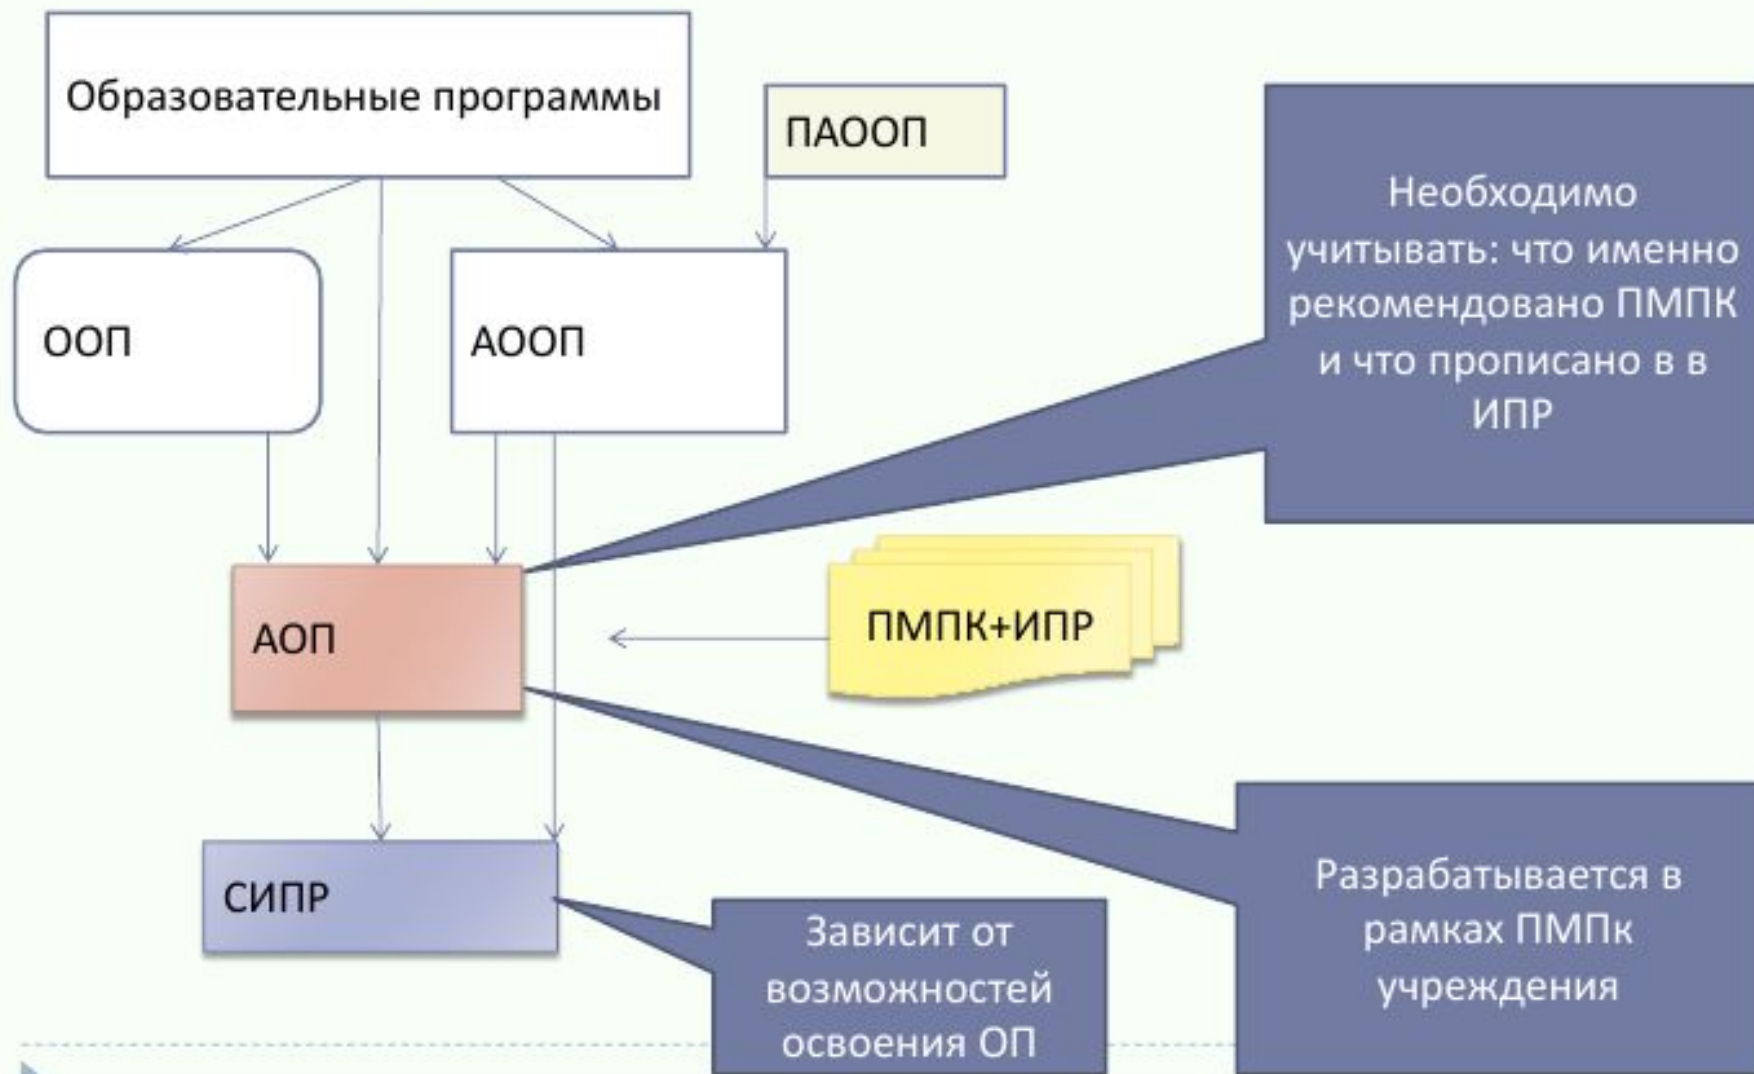 Образовательные программы
ПАООП
ООП
АООП
Необходимо
учитывать: что именно
рекомендовано ПМПК
и что прописано в в
ИПР
АОП
ПМПК+ИПР
СИПР
Зависит от
возможностей
освоения ОП
Разрабатывается в
рамках ПМПк
учреждения